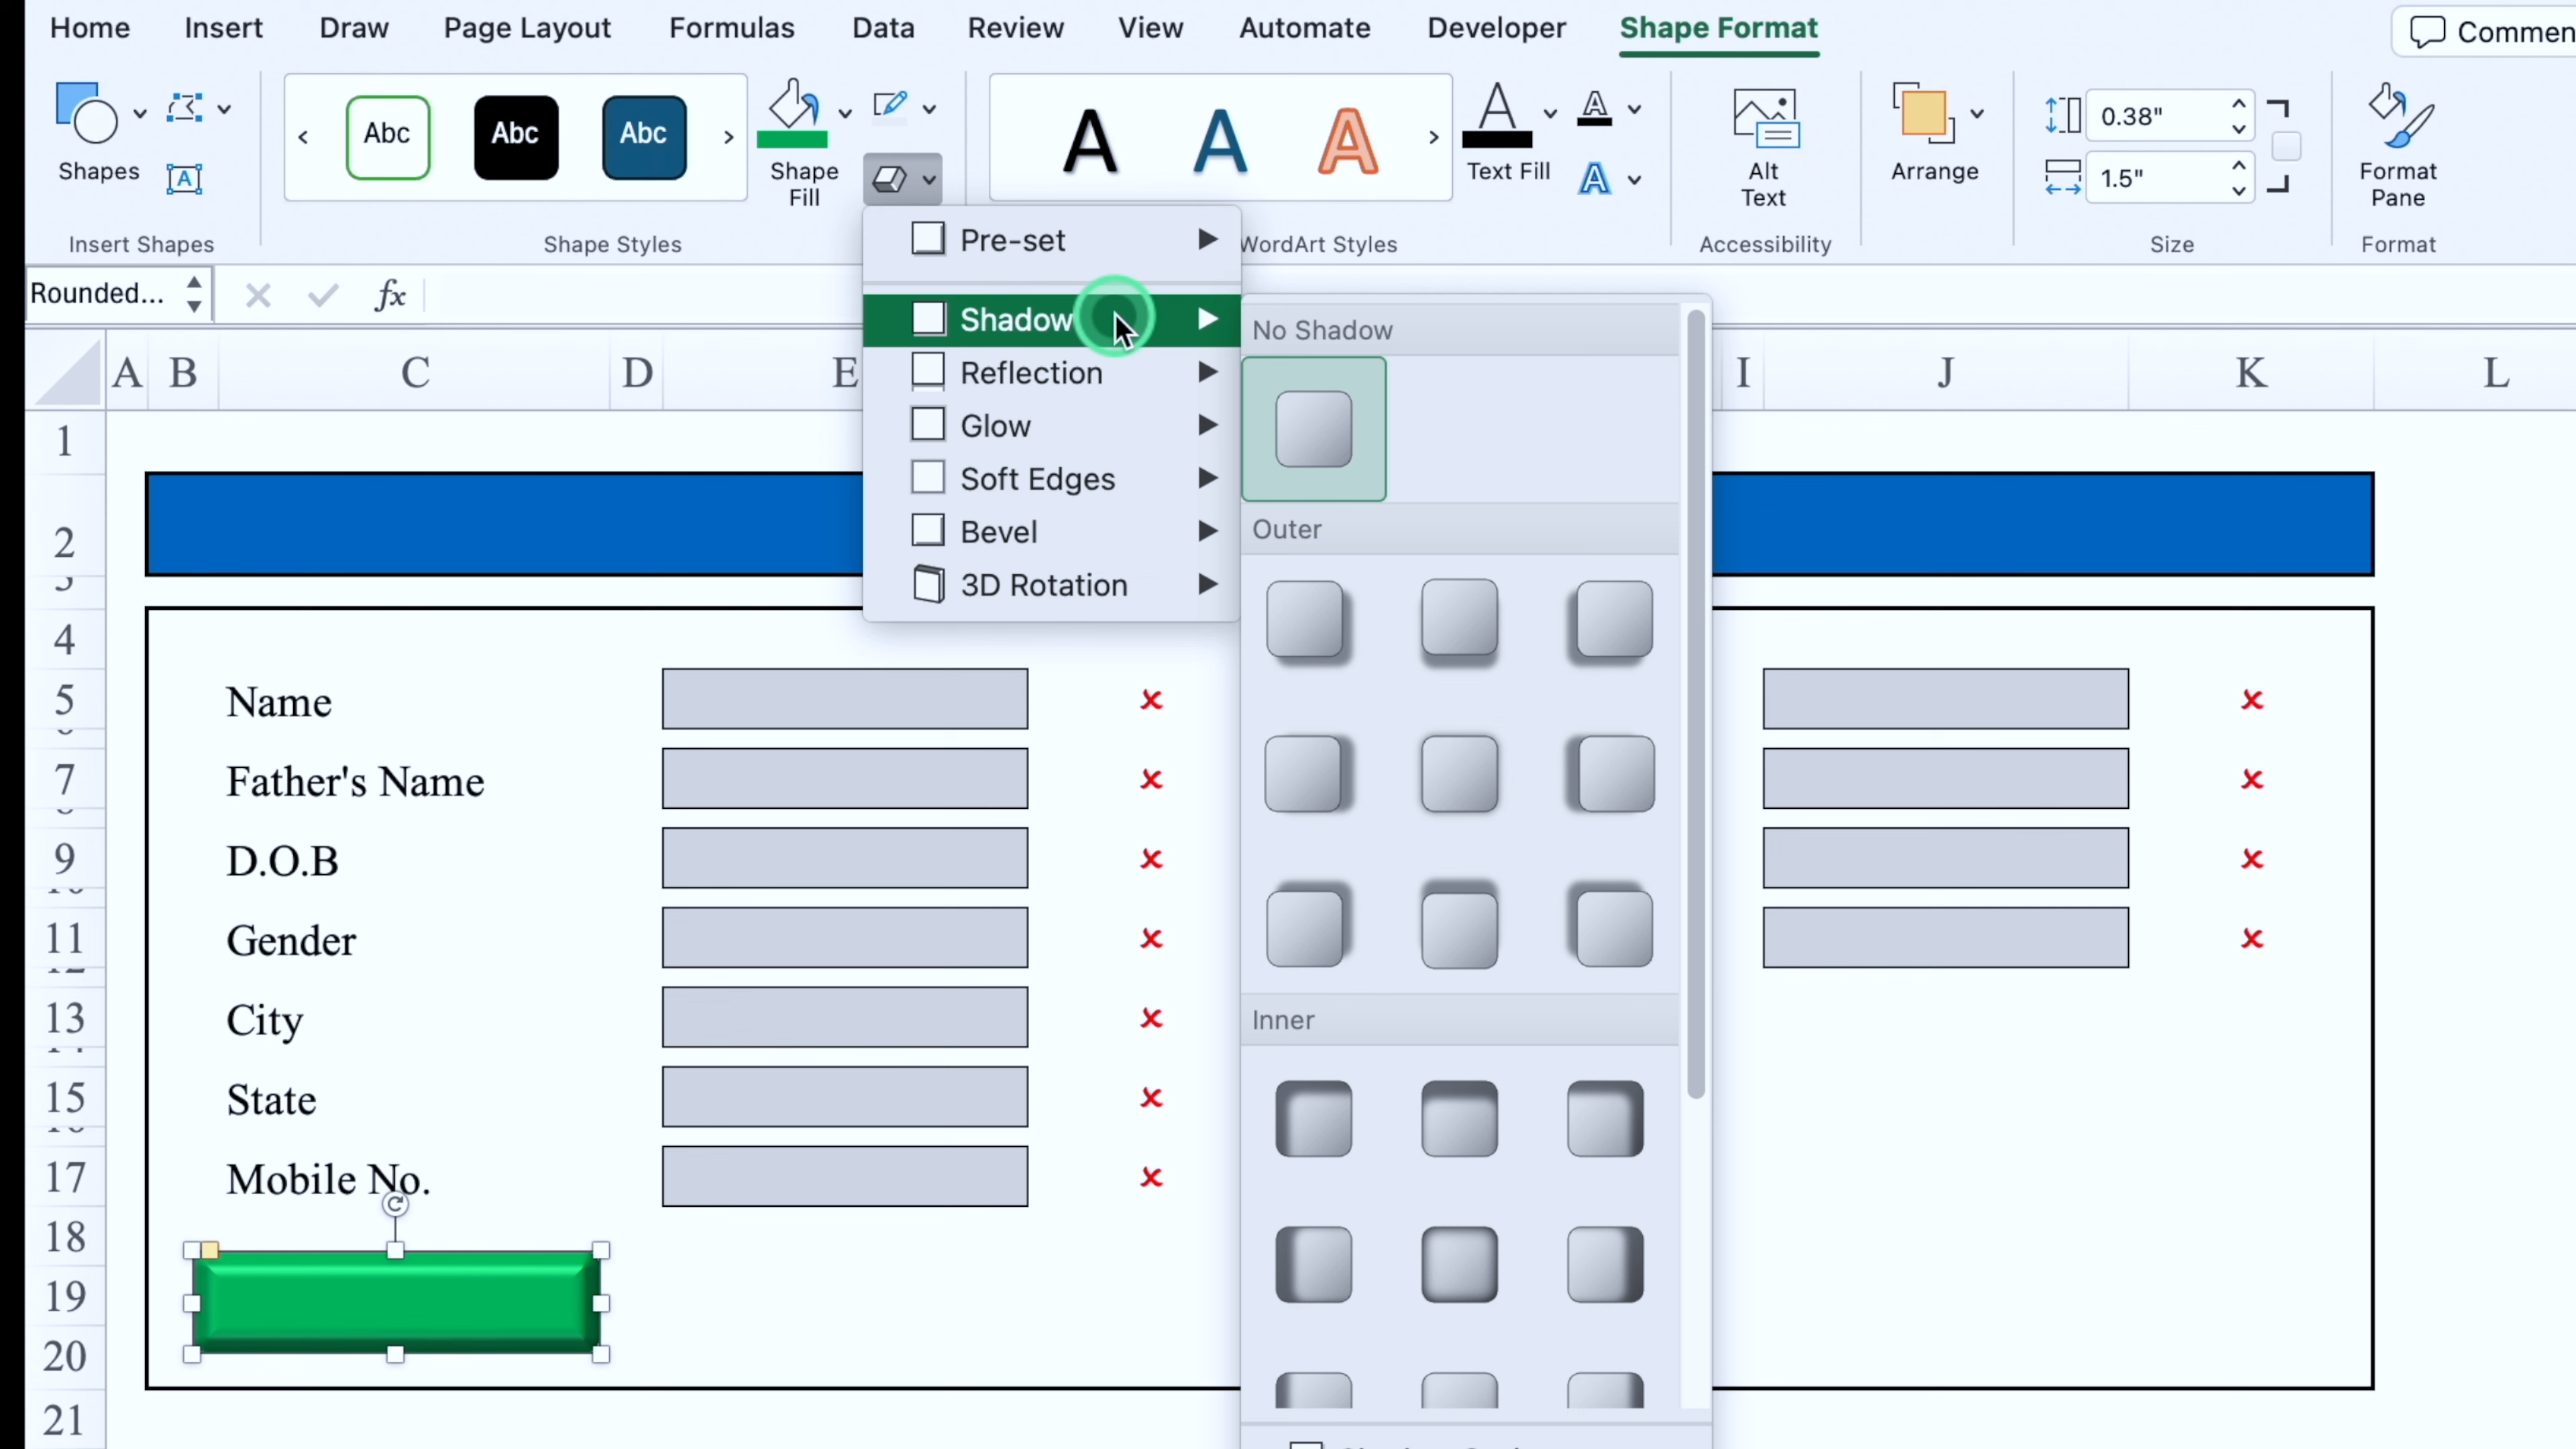 Home Insert Draw Page Layout Formulas Data Review View Automate Developer Shape Format Commen
Abc Abc Abc A A A A A A A
0.38"
1.5"
Shapes Shape Fill Text Fill Alt Text Arrange Format Pane
Insert Shapes Shape Styles WordArt Styles Accessibility Size Format
Pre-set
Rounded... fx
Shadow
Reflection
Glow
Soft Edges
Bevel
3D Rotation
No Shadow
Outer
Inner
A B C D E I J K L
1
2
4
5 Name x x
7 Father's Name x x
9 D.O.B x x
11 Gender x x
13 City x
15 State x
17 Mobile No. x
18
19
20
21